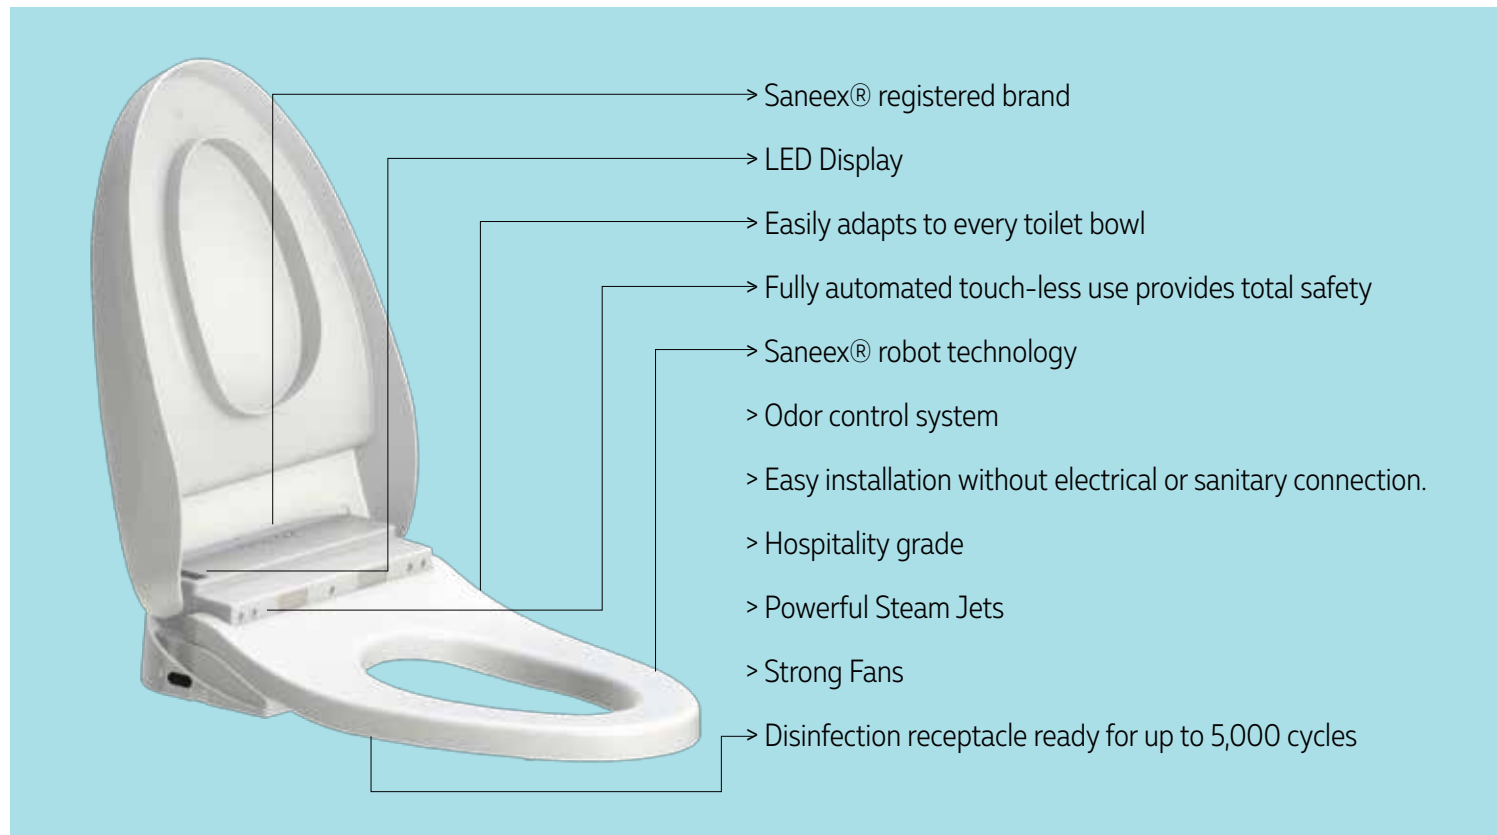 > Saneex® registered brand
> LED Display
> Easily adapts to every toilet bowl
> Fully automated touch-less use provides total safety
> Saneex® robot technology
> Odor control system
> Easy installation without electrical or sanitary connection.
> Hospitality grade
> Powerful Steam Jets
> Strong Fans
> Disinfection receptacle ready for up to 5,000 cycles